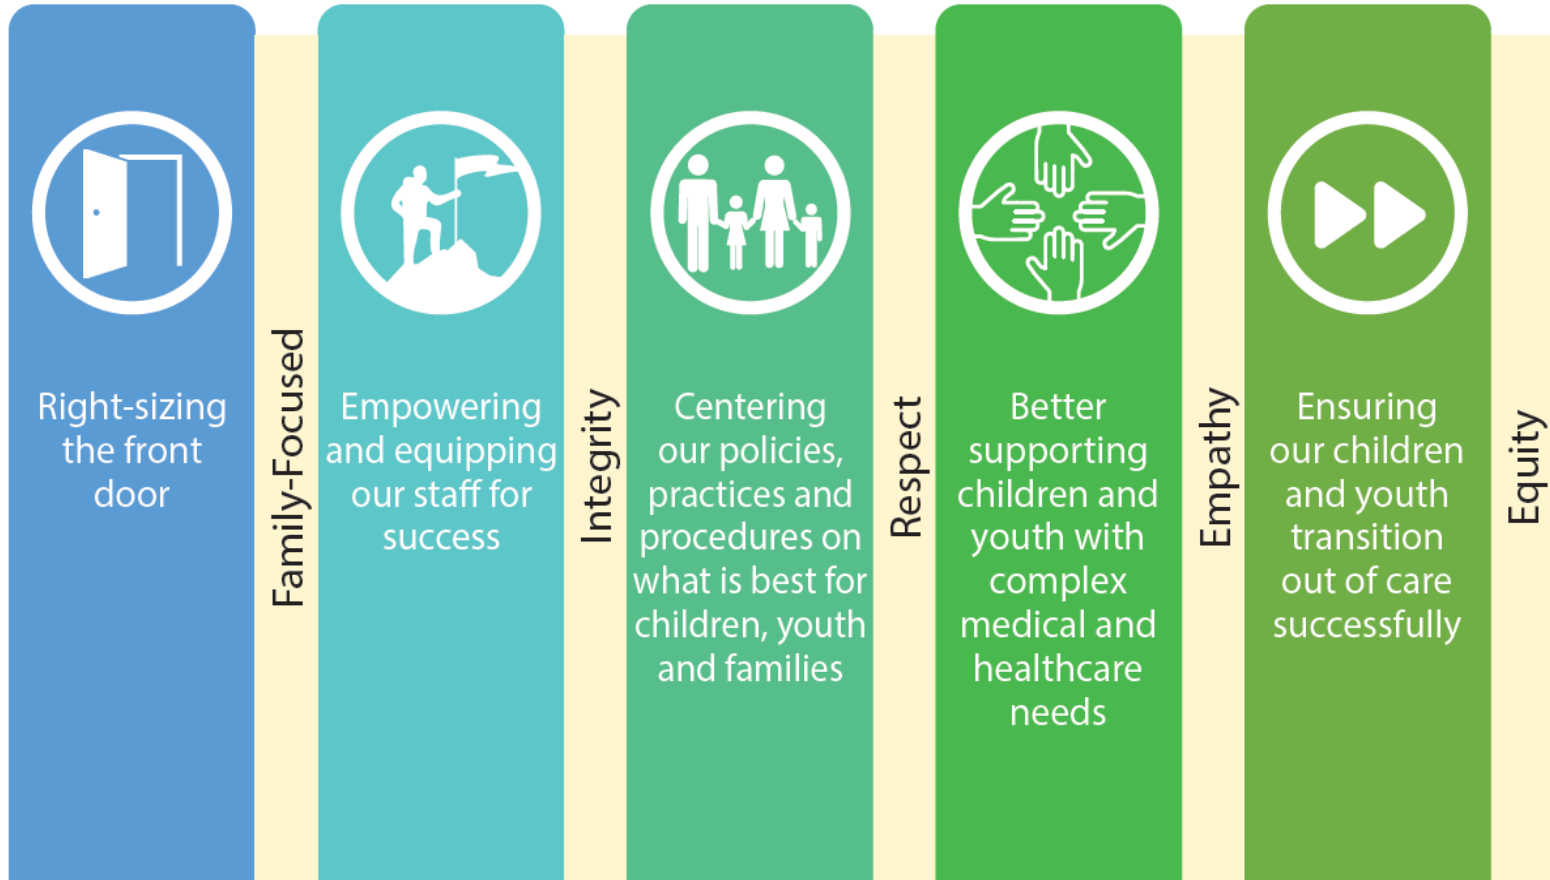 Right-sizing
the front
door
Family-Focused
Empowering
and equipping
our staff for
success
Integrity
Centering
our policies,
practices and
procedures on
what is best for
children, youth
and families
Respect
Better
supporting
children and
youth with
complex
medical and
healthcare
needs
Empathy
Ensuring
our children
and youth
transition
out of care
successfully
Equity